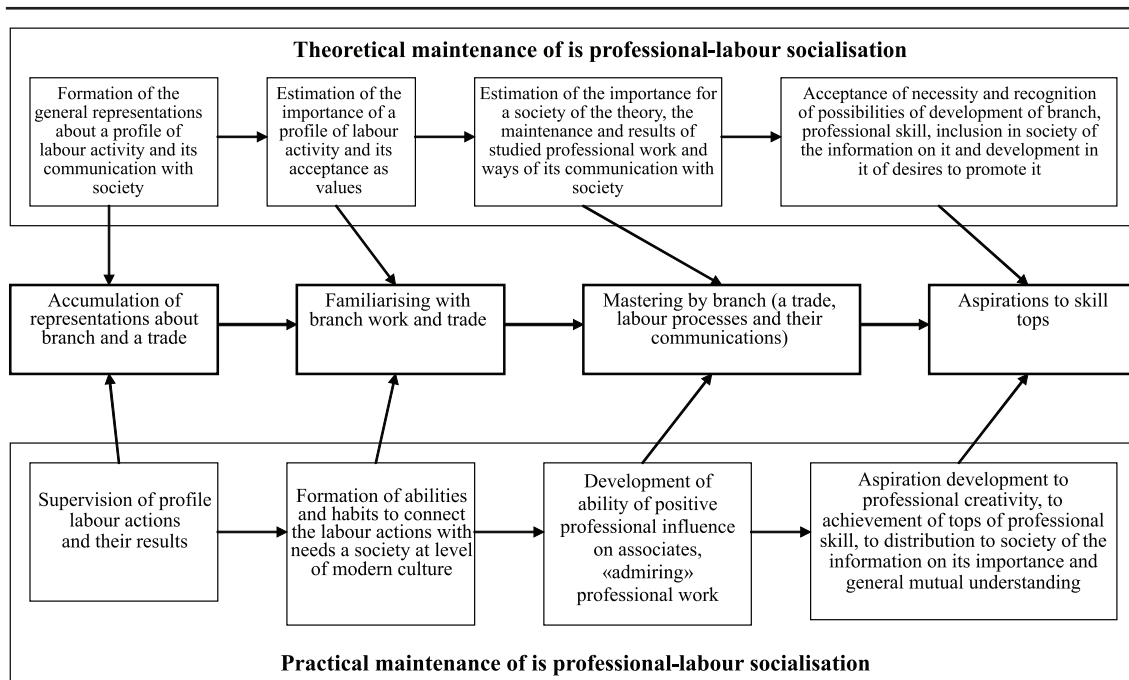 Theoretical maintenance of is professional-labour socialisation
Formation of the
general representations
about a profile of
labour activity and its
communication with
society
Estimation of the
importance of a
profile of labour
activity and its
acceptance as
values
Estimation of the importance for
a society of the theory, the
maintenance and results of
studied professional work and
ways of its communication with
society
Acceptance of necessity and recognition
of possibilities of development of branch,
professional skill, inclusion in society of
the information on it and development in
it of desires to promote it
Accumulation of
representations about
branch and a trade
Familiarising with
branch work and trade
Mastering by branch (a trade,
labour processes and their
communications)
Aspirations to skill
tops
Supervision of profile
labour actions
and their results
Formation of abilities
and habits to connect
the labour actions with
needs a society at level
of modern culture
Development of
ability of positive
professional influence
on associates,
«admiring»
professional work
Aspiration development to
professional creativity, to
achievement of tops of professional
skill, to distribution to society of the
information on its importance and
general mutual understanding
Practical maintenance of is professional-labour socialisation